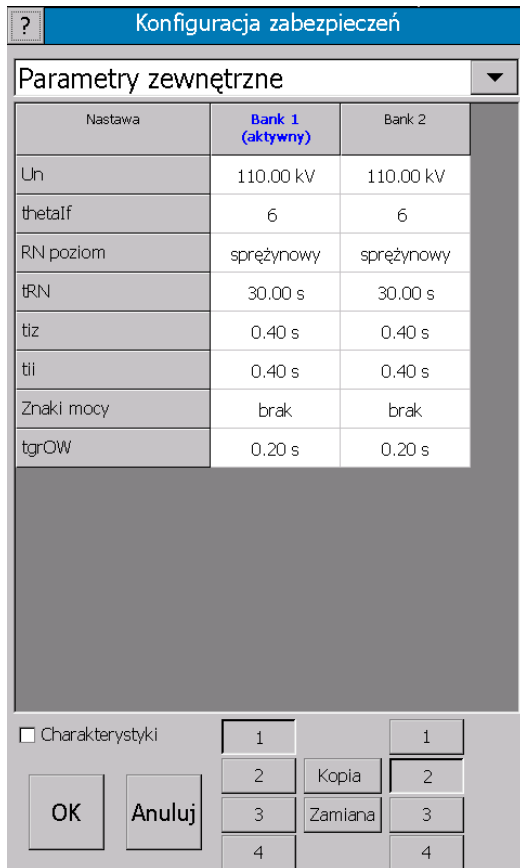 ? Konfiguracja zabezpieczeń
Parametry zewnętrzne
Nastawa Bank 1 (aktywny) Bank 2
Un 110.00 kV 110.00 kV
thetaIf 6 6
RN poziom sprężynowy sprężynowy
tRN 30.00 s 30.00 s
tiz 0.40 s 0.40 s
tii 0.40 s 0.40 s
Znaki mocy brak brak
tgrOW 0.20 s 0.20 s
Charakterystyki 1 1
2 Kopia 2
OK Anuluj 3 Zamiana 3
4 4